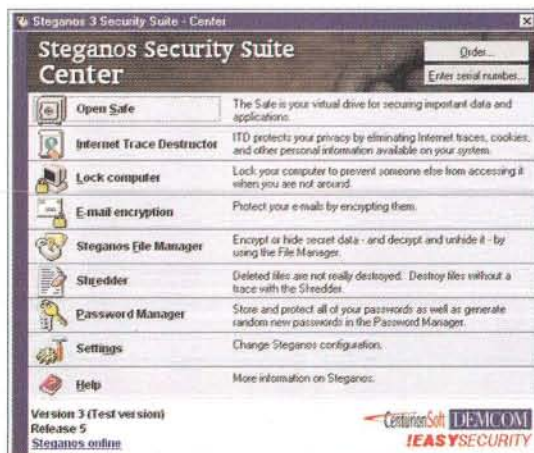 Steganos 3 Security Suite - Center
Steganos Security Suite
Center
Order...
Enter serial number...
Open Safe
The Safe is your virtual drive for securing important data and
applications.
Internet Trace Destructor
ITD protects your privacy by eliminating Internet traces, cookies,
and other personal information available on your system.
Lock computer
Lock your computer to prevent someone else from accessing it
when you are not around.
E-mail encryption
Protect your e-mails by encrypting them.
Steganos File Manager
Encrypt or hide secret data - and decrypt and unhide it - by
using the File Manager.
Shredder
Deleted files are not really destroyed. Destroy files without a
trace with the Shredder.
Password Manager
Store and protect all of your passwords as well as generate
random new passwords in the Password Manager.
Settings
Change Steganos configuration.
Help
More information on Steganos.
Version 3 (Test version)
Release 5
Steganos online
CenturionSoft DEMCOM
!EASYSECURITY